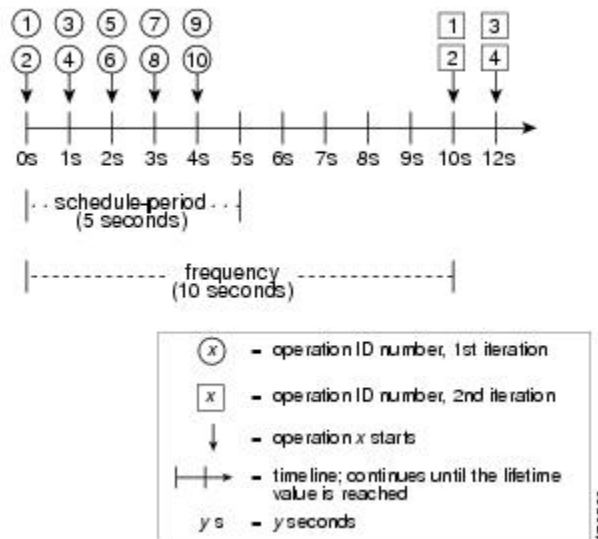 1 3 5 7 9 1 3
2 4 6 8 10 2 4
0s 1s 2s 3s 4s 5s 6s 7s 8s 9s 10s 12s
schedule-period
(5 seconds)
frequency
(10 seconds)
x = operation ID number, 1st iteration
x = operation ID number, 2nd iteration
= operation x starts
= timeline; continues until the lifetime
value is reached
y s = y seconds